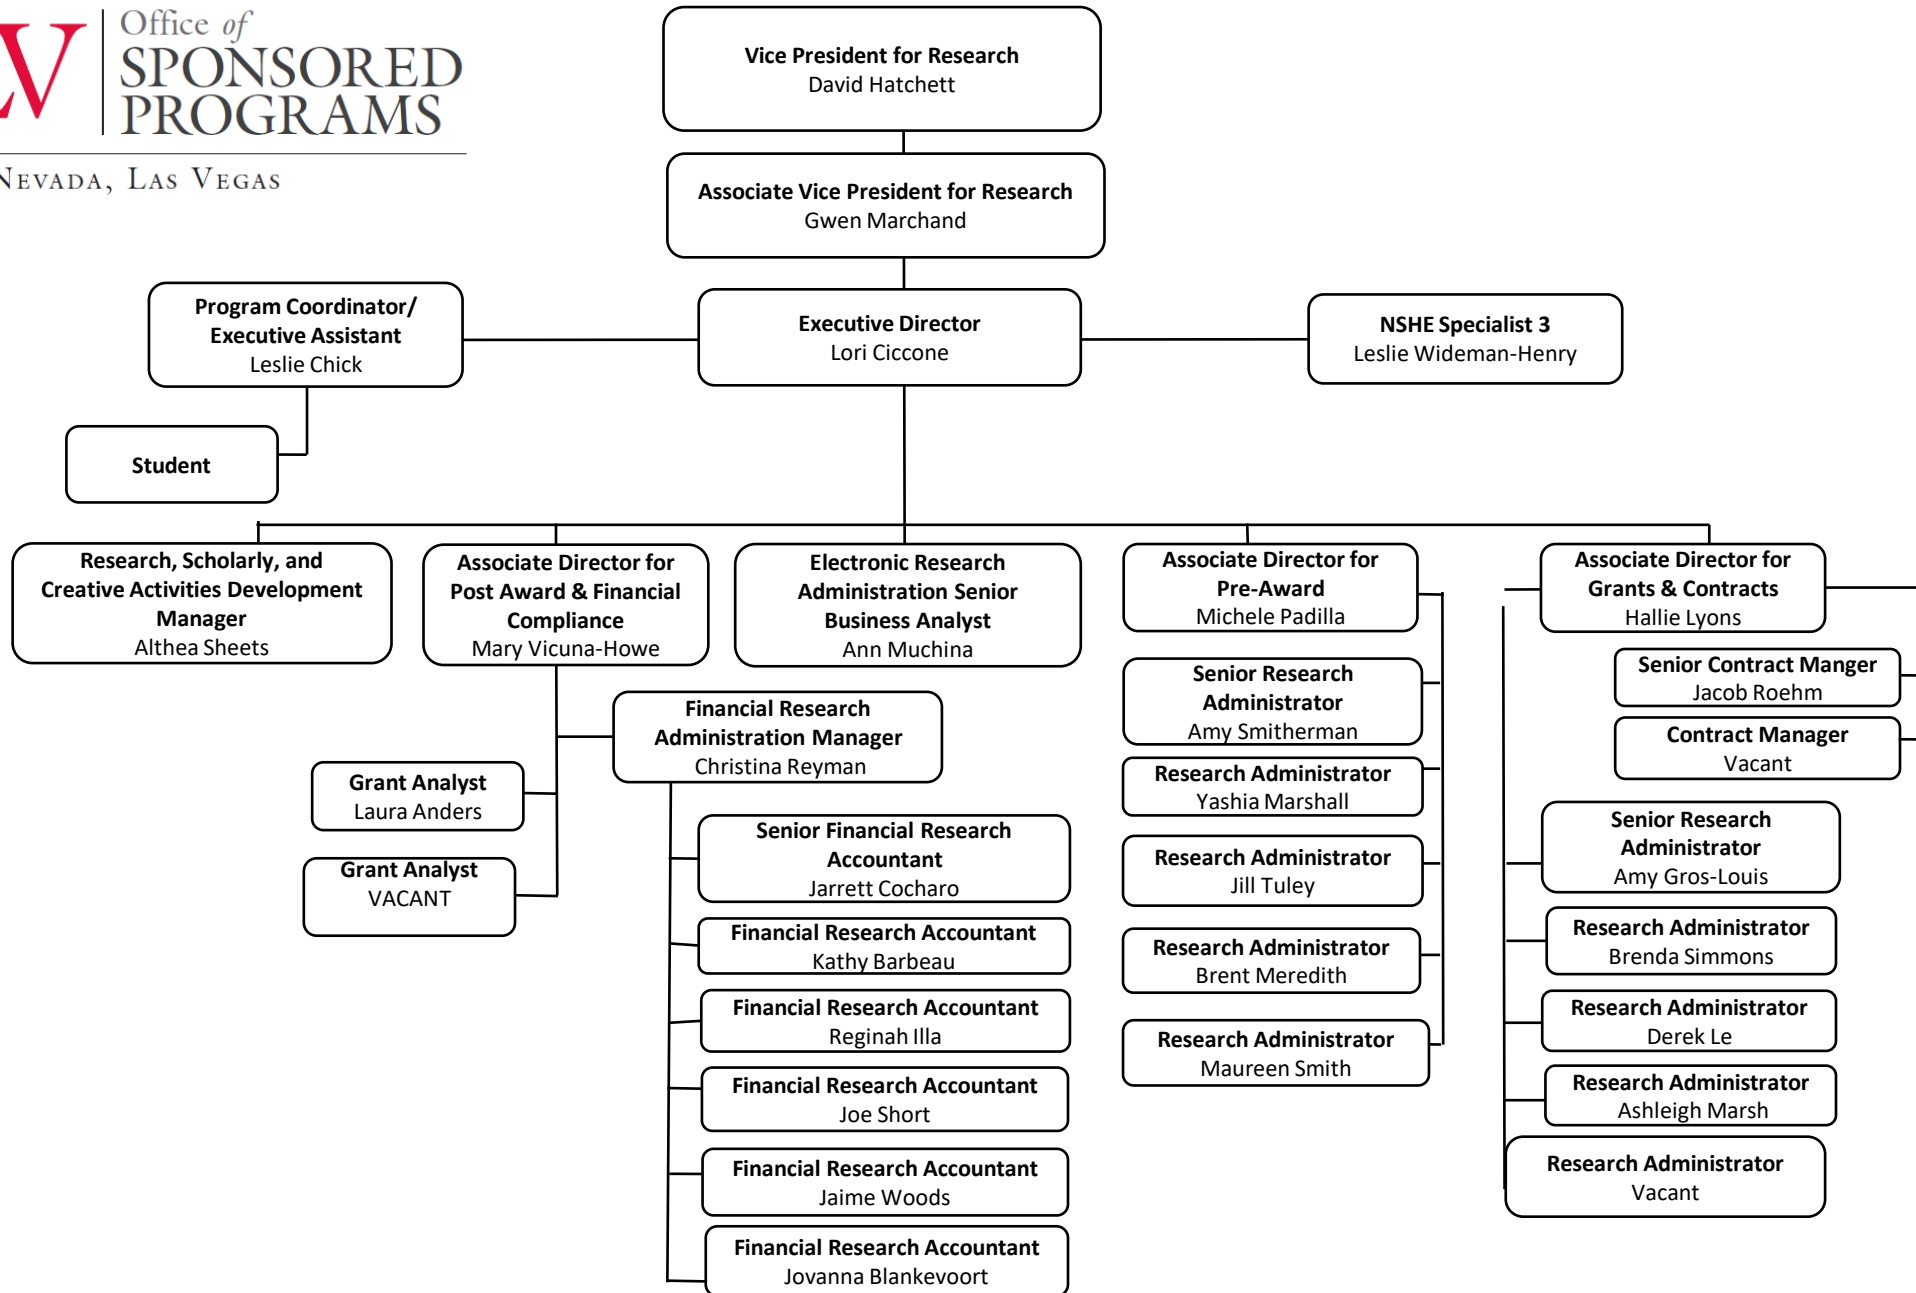 V
Office of
SPONSORED
PROGRAMS
NEVADA, LAS VEGAS
Vice President for Research
David Hatchett
Associate Vice President for Research
Gwen Marchand
Program Coordinator/
Executive Assistant
Leslie Chick
Executive Director
Lori Ciccone
NSHE Specialist 3
Leslie Wideman-Henry
Student
Research, Scholarly, and
Creative Activities Development
Manager
Althea Sheets
Associate Director for
Post Award & Financial
Compliance
Mary Vicuna-Howe
Electronic Research
Administration Senior
Business Analyst
Ann Muchina
Associate Director for
Pre-Award
Michele Padilla
Associate Director for
Grants & Contracts
Hallie Lyons
Financial Research
Administration Manager
Christina Reyman
Grant Analyst
Laura Anders
Grant Analyst
VACANT
Senior Financial Research
Accountant
Jarrett Cocharo
Financial Research Accountant
Kathy Barbeau
Financial Research Accountant
Reginah Illa
Financial Research Accountant
Joe Short
Financial Research Accountant
Jaime Woods
Financial Research Accountant
Jovanna Blankevoort
Senior Research
Administrator
Amy Smitherman
Research Administrator
Yashia Marshall
Research Administrator
Jill Tuley
Research Administrator
Brent Meredith
Research Administrator
Maureen Smith
Senior Contract Manger
Jacob Roehm
Contract Manager
Vacant
Senior Research
Administrator
Amy Gros-Louis
Research Administrator
Brenda Simmons
Research Administrator
Derek Le
Research Administrator
Ashleigh Marsh
Research Administrator
Vacant